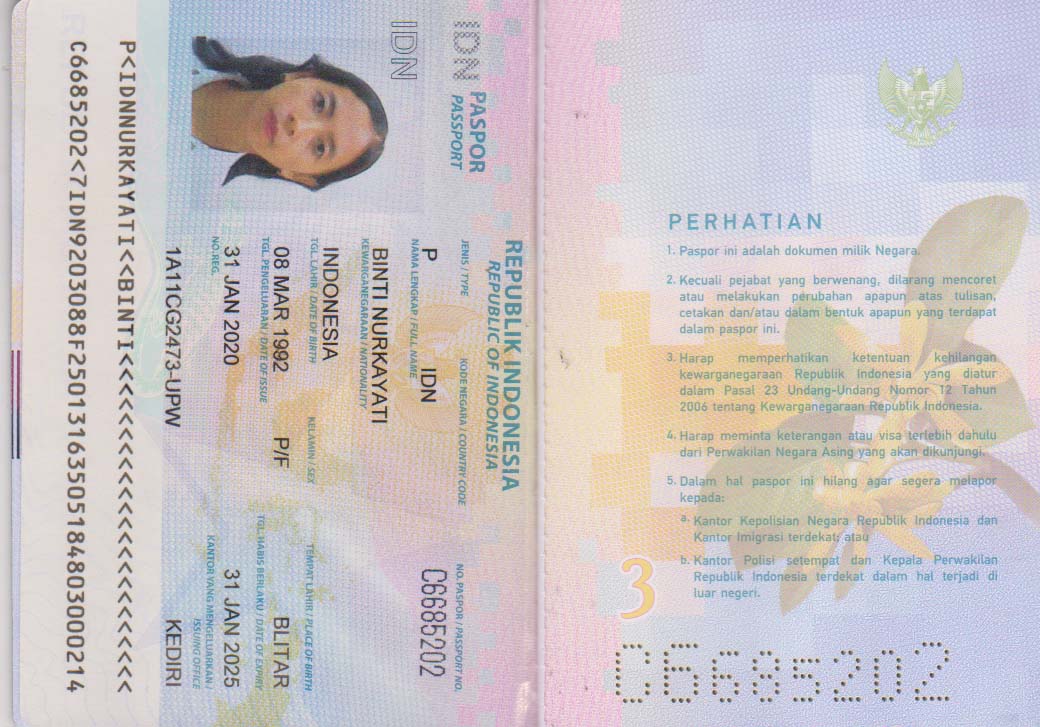 PERHATIAN
1. Paspor ini adalah dokumen milik Negara.
2. Kecuali pejabat yang berwenang, dilarang mencoret
atau melakukan perubahan apapun atas tulisan,
cetakan dan/atau dalam bentuk apapun yang terdapat
dalam paspor ini.
3. Harap memperhatikan ketentuan kehilangan
kewarganegaraan Republik Indonesia yang diatur
dalam Pasal 23 Undang-Undang Nomor 12 Tahun
2006 tentang Kewarganegaraan Republik Indonesia.
4. Harap meminta keterangan atau visa terlebih dahulu
dari Perwakilan Negara Asing yang akan dikunjungi.
5. Dalam hal paspor ini hilang agar segera melapor
kepada:
a. Kantor Kepolisian Negara Republik Indonesia dan
Kantor Imigrasi terdekat; atau
b. Kantor Polisi setempat dan Kepala Perwakilan
Republik Indonesia terdekat dalam hal terjadi di
luar negeri.
3
C6685202
REPUBLIK INDONESIA
REPUBLIC OF INDONESIA
IDN PASPOR
PASSPORT
IDN
JENIS / TYPE KODE NEGARA / COUNTRY CODE NO. PASPOR / PASSPORT NO.
P IDN C6685202
NAMA LENGKAP / FULL NAME
BINTI NURKAYATI
KEWARGANEGARAAN / NATIONALITY
INDONESIA
TGL. LAHIR / DATE OF BIRTH KELAMIN / SEX TEMPAT LAHIR / PLACE OF BIRTH
08 MAR 1992 P/F BLITAR
TGL. PENGELUARAN / DATE OF ISSUE TGL. HABIS BERLAKU / DATE OF EXPIRY
31 JAN 2020 31 JAN 2025
NO. REG. KANTOR YANG MENGELUARKAN /
ISSUING OFFICE
1A11CG2473-UPW KEDIRI
P<IDNNURKAYATI<<BINTI<<<<<<<<<<<<<<<<<<<<<<<
C6685202<7IDN9203088F25013163505184803000214